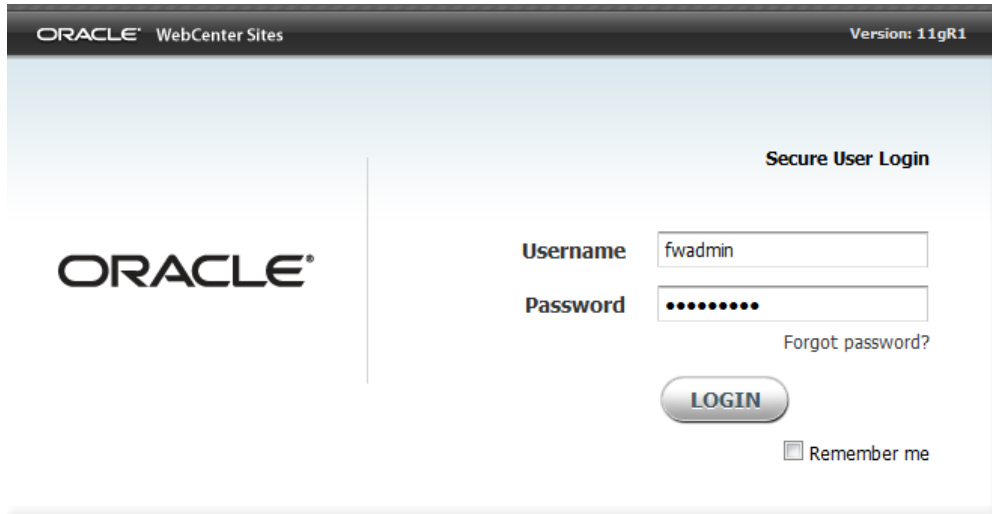 ORACLE® WebCenter Sites
Version: 11gR1
Secure User Login
ORACLE®
Username fwadmin
Password •••••••••
Forgot password?
LOGIN
Remember me